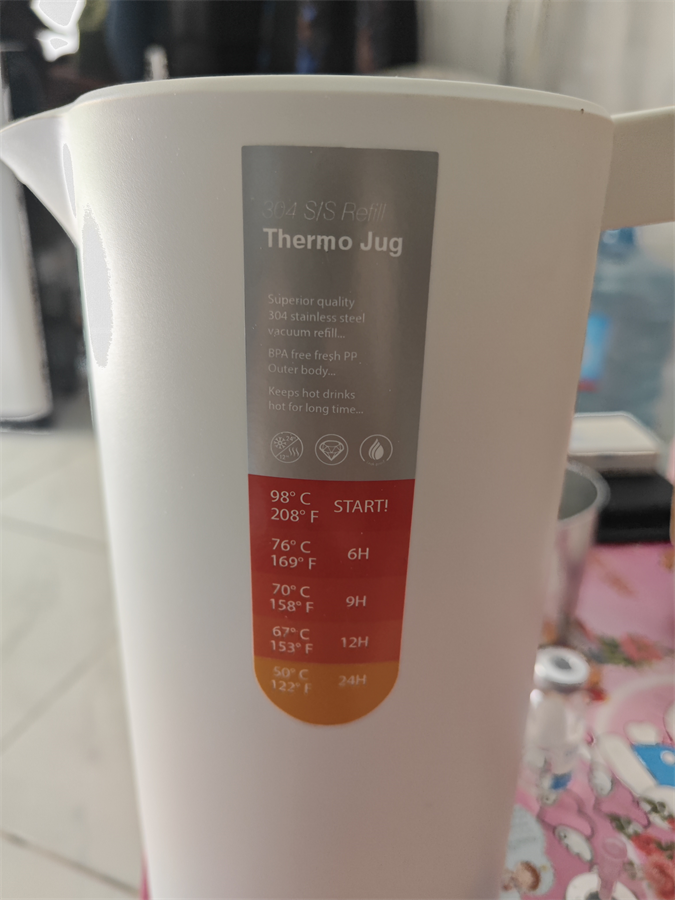 304 S/S Refill
Thermo Jug
Superior quality
304 stainless steel
vacuum refill...
BPA free fresh PP
Outer body...
Keeps hot drinks
hot for long time...
98° C
208° F
START!
76° C
169° F
6H
70° C
158° F
9H
67° C
153° F
12H
50° C
122° F
24H